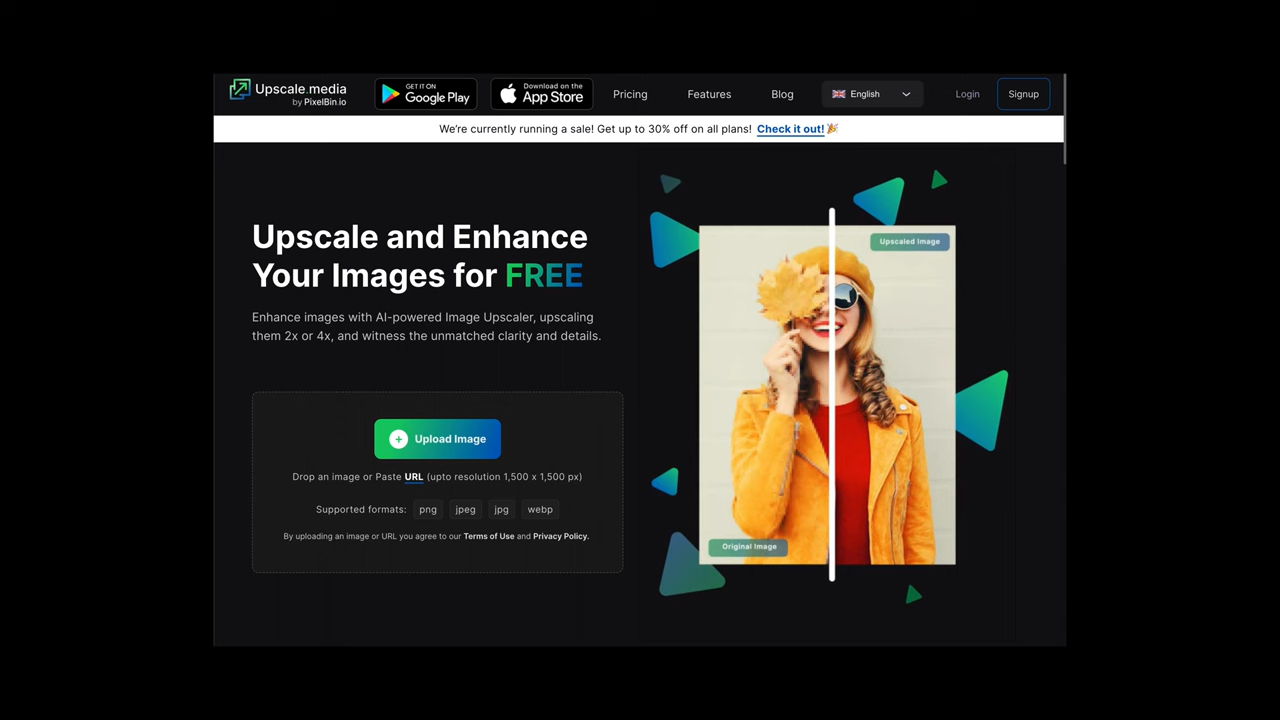 Upscale.media
by PixelBin.io
GET IT ON
Google Play
Download on the
App Store
Pricing
Features
Blog
English
Login
Signup
We're currently running a sale! Get up to 30% off on all plans! Check it out!
Upscale and Enhance
Your Images for FREE
Enhance images with AI-powered Image Upscaler, upscaling
them 2x or 4x, and witness the unmatched clarity and details.
Upload Image
Drop an image or Paste URL (upto resolution 1,500 x 1,500 px)
Supported formats: png jpeg jpg webp
By uploading an image or URL you agree to our Terms of Use and Privacy Policy.
Upscaled Image
Original Image